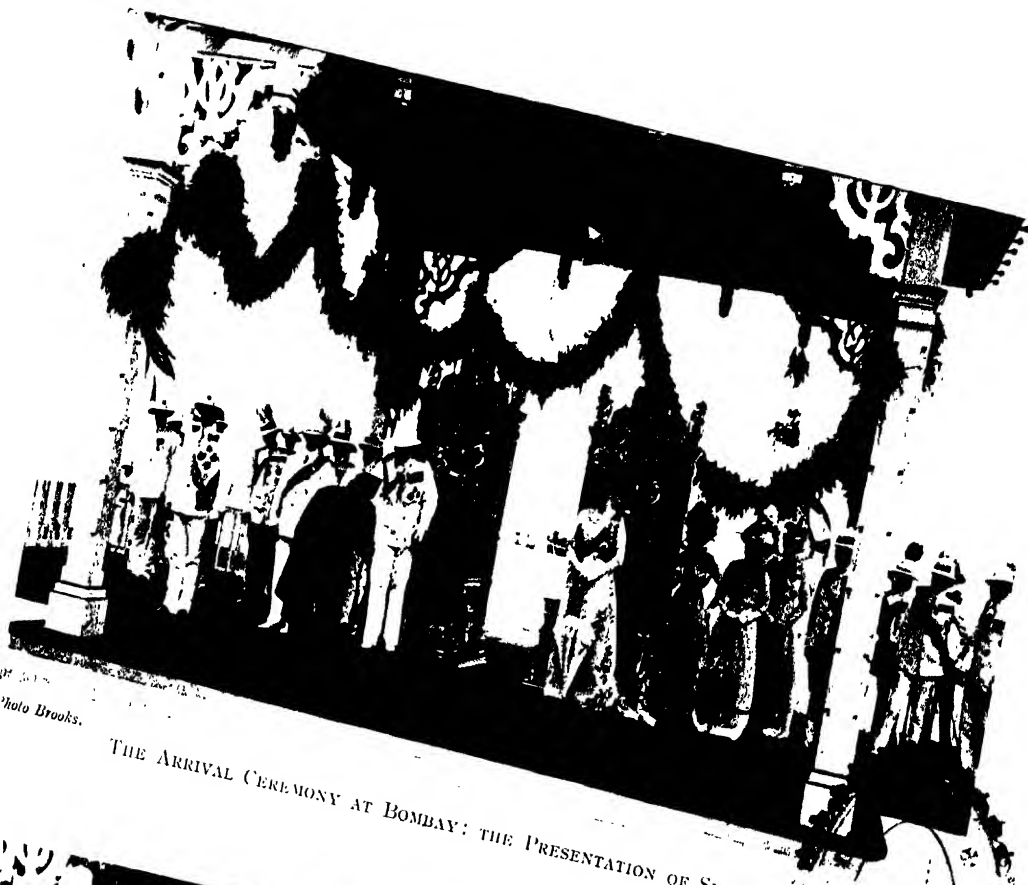 Photo Brooks.
THE ARRIVAL CEREMONY AT BOMBAY: THE PRESENTATION OF